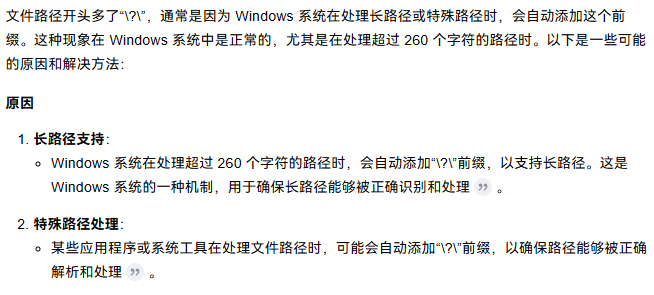 文件路径开头多了“\?\”，通常是因为 Windows 系统在处理长路径或特殊路径时，会自动添加这个前
缀。这种现象在 Windows 系统中是正常的，尤其是在处理超过 260 个字符的路径时。以下是一些可能
的原因和解决方法：
原因
1. 长路径支持：
Windows 系统在处理超过 260 个字符的路径时，会自动添加“\?\”前缀，以支持长路径。这是
Windows 系统的一种机制，用于确保长路径能够被正确识别和处理 。
2. 特殊路径处理：
某些应用程序或系统工具在处理文件路径时，可能会自动添加“\?\”前缀，以确保路径能够被正确
解析和处理 。